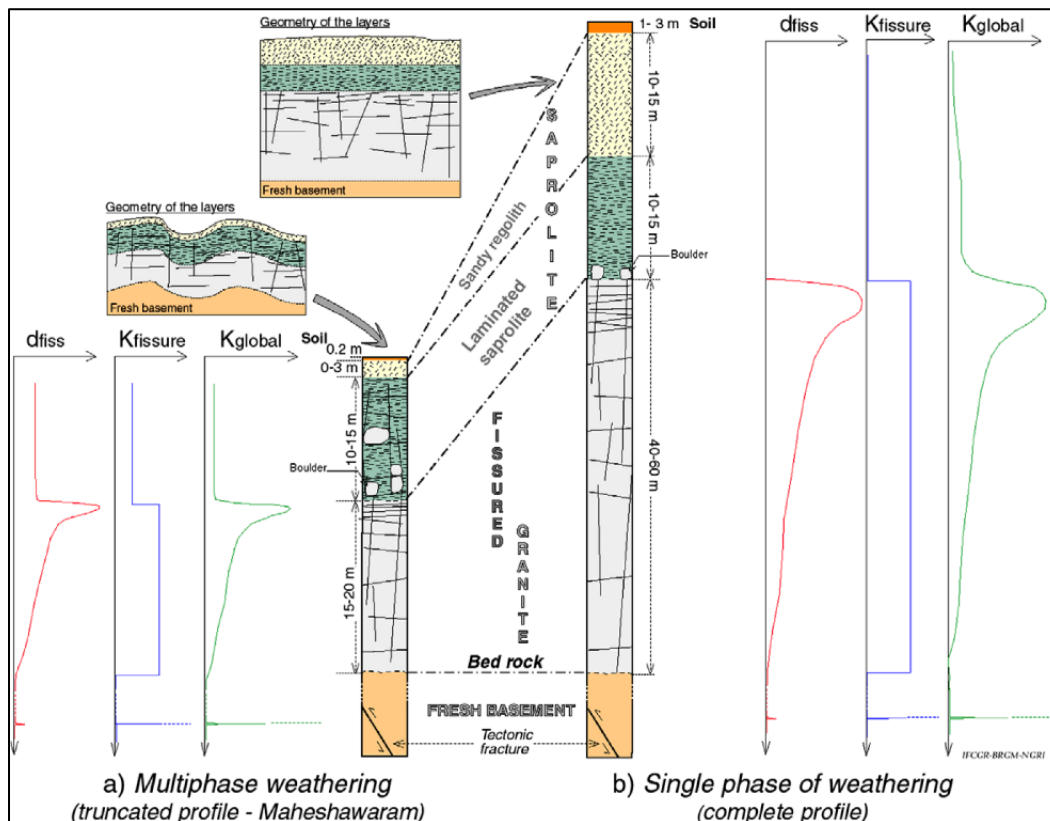 Geometry of the layers
Fresh basement
Geometry of the layers
Fresh basement
dfiss
Kfissure
Kglobal
Soil
0.2 m
0-3 m
10-15 m
Boulder
15-20 m
SAPROLITE
Sandy regolith
Laminated
saprolite
FISSURED
GRANITE
Bed rock
FRESH BASEMENT
Tectonic
fracture
1- 3 m Soil
10-15 m
10-15 m
Boulder
40-60 m
dfiss
Kfissure
Kglobal
IFCGR-BRGM-NGRI
a) Multiphase weathering
(truncated profile - Maheshawaram)
b) Single phase of weathering
(complete profile)